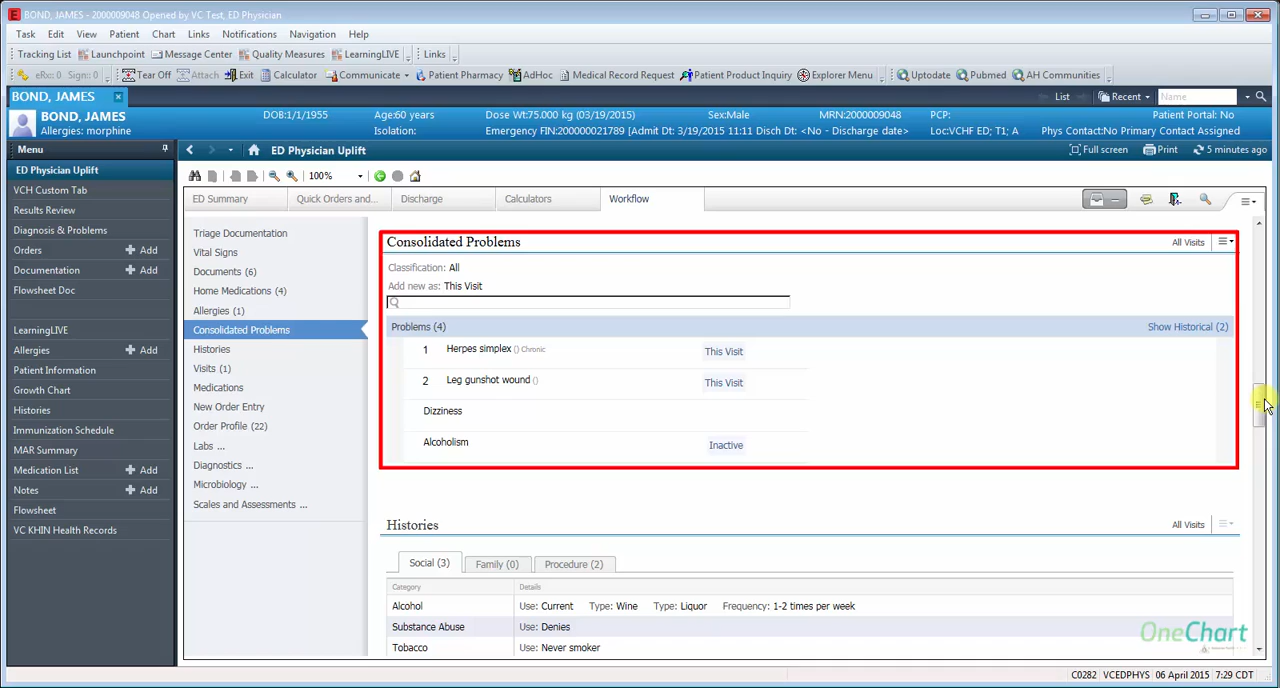 BOND, JAMES - 2000009048 Opened by VC Test, ED Physician
Task Edit View Patient Chart Links Notifications Navigation Help
Tracking List Launchpoint Message Center Quality Measures LearningLIVE Links
eRx: 0 Sign: 0 Tear Off Attach Exit Calculator Communicate Patient Pharmacy AdHoc Medical Record Request Patient Product Inquiry Explorer Menu Uptodate Pubmed AH Communities
BOND, JAMES List Recent Name
BOND, JAMES DOB:1/1/1955 Age:60 years Dose Wt:75.000 kg (03/19/2015) Sex:Male MRN:2000009048 PCP: Patient Portal: No
Allergies: morphine Isolation: Emergency FIN:200000021789 [Admit Dt: 3/19/2015 11:11 Disch Dt: <No - Discharge date> Loc:VCHF ED; T1; A Phys Contact:No Primary Contact Assigned
Menu ED Physician Uplift Full screen Print 5 minutes ago
ED Physician Uplift
VCH Custom Tab
Results Review
Diagnosis & Problems
Orders Add
Documentation Add
Flowsheet Doc
LearningLIVE
Allergies Add
Patient Information
Growth Chart
Histories
Immunization Schedule
MAR Summary
Medication List Add
Notes Add
Flowsheet
VC KHIN Health Records
100%
ED Summary Quick Orders and... Discharge Calculators Workflow
Triage Documentation
Vital Signs
Documents (6)
Home Medications (4)
Allergies (1)
Consolidated Problems
Histories
Visits (1)
Medications
New Order Entry
Order Profile (22)
Labs ...
Diagnostics ...
Microbiology ...
Scales and Assessments ...
Consolidated Problems All Visits
Classification: All
Add new as: This Visit
Problems (4) Show Historical (2)
1 Herpes simplex () Chronic This Visit
2 Leg gunshot wound () This Visit
Dizziness
Alcoholism Inactive
Histories All Visits
Social (3) Family (0) Procedure (2)
Category Details
Alcohol Use: Current Type: Wine Type: Liquor Frequency: 1-2 times per week
Substance Abuse Use: Denies
Tobacco Use: Never smoker
OneChart
C0282 VCEDPHYS 06 April 2015 7:29 CDT